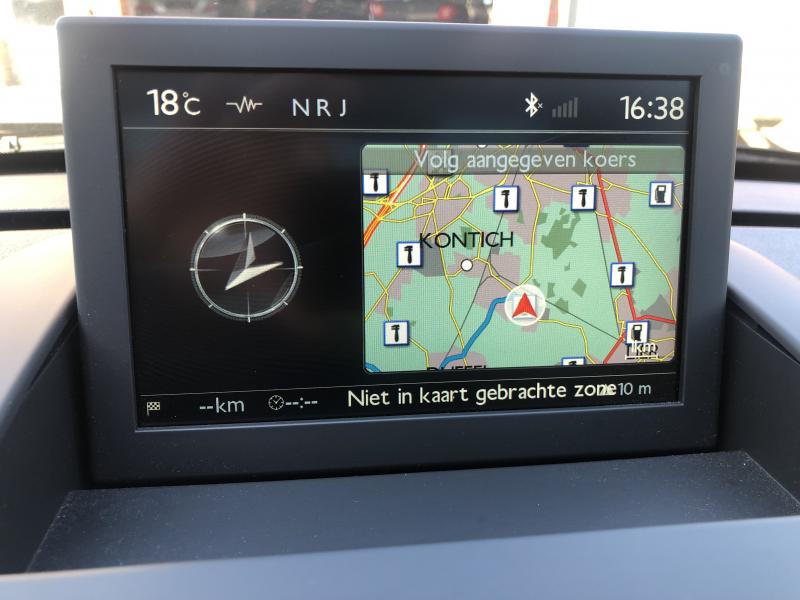 18°C NRJ 16:38
Volg aangegeven koers
KONTICH
km
--km --:-- Niet in kaart gebrachte zone 10 m